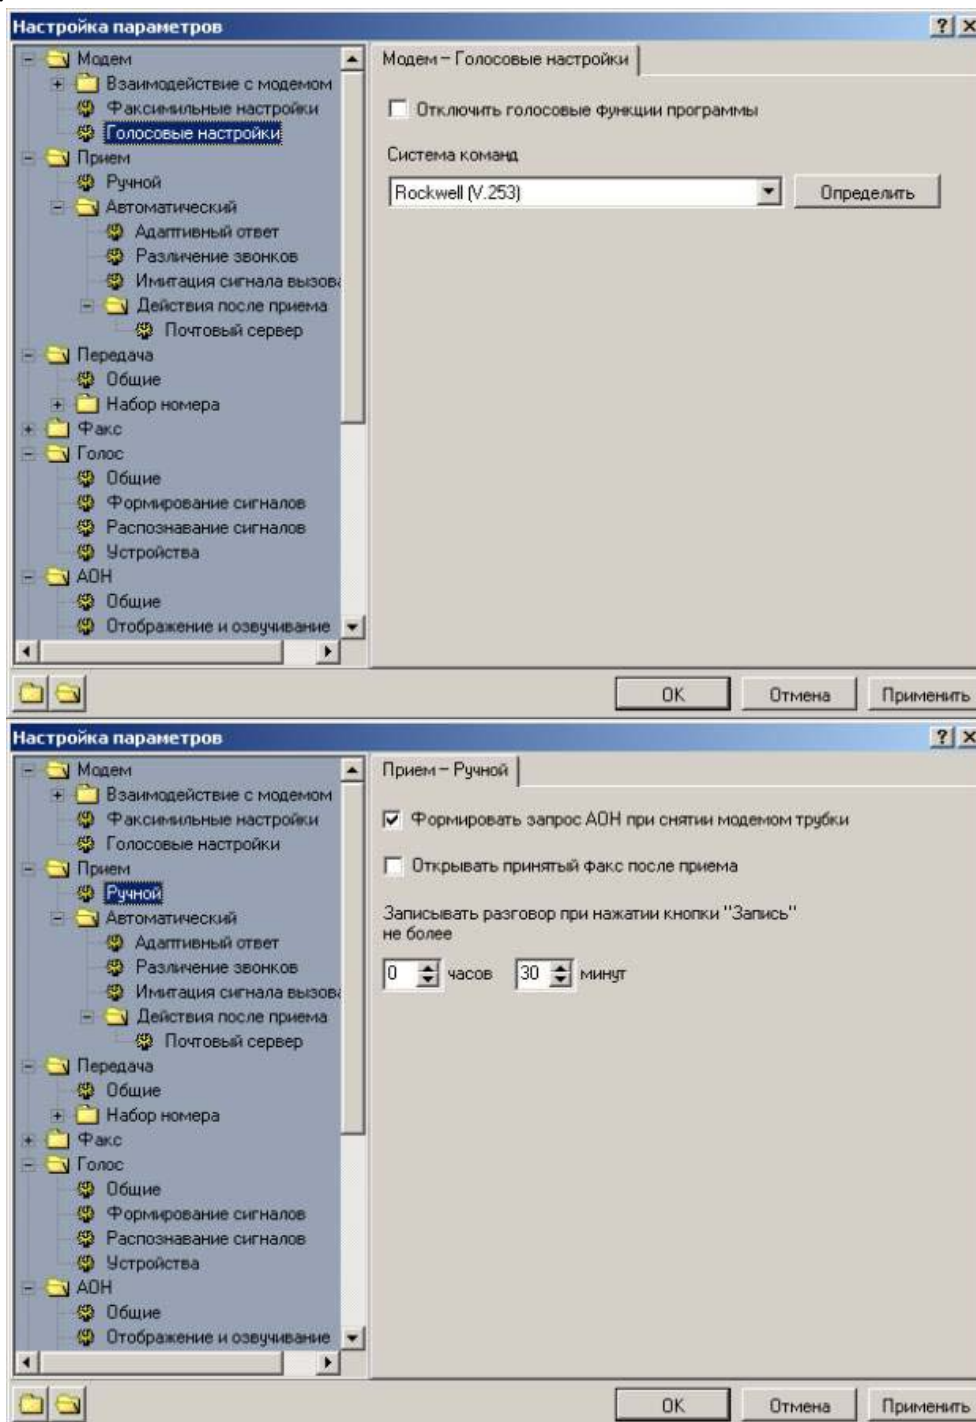 Настройка параметров
Модем
Взаимодействие с модемом
Факсимильные настройки
Голосовые настройки
Прием
Ручной
Автоматический
Адаптивный ответ
Различение звонков
Имитация сигнала вызова
Действия после приема
Почтовый сервер
Передача
Общие
Набор номера
Факс
Голос
Общие
Формирование сигналов
Распознавание сигналов
Устройства
АОН
Общие
Отображение и озвучивание
Модем – Голосовые настройки
Отключить голосовые функции программы
Система команд
Rockwell (V.253)
Определить
OK
Отмена
Применить
Настройка параметров
Модем
Взаимодействие с модемом
Факсимильные настройки
Голосовые настройки
Прием
Ручной
Автоматический
Адаптивный ответ
Различение звонков
Имитация сигнала вызова
Действия после приема
Почтовый сервер
Передача
Общие
Набор номера
Факс
Голос
Общие
Формирование сигналов
Распознавание сигналов
Устройства
АОН
Общие
Отображение и озвучивание
Прием – Ручной
Формировать запрос АОН при снятии модемом трубки
Открывать принятый факс после приема
Записывать разговор при нажатии кнопки "Запись"
не более
0 часов 30 минут
OK
Отмена
Применить